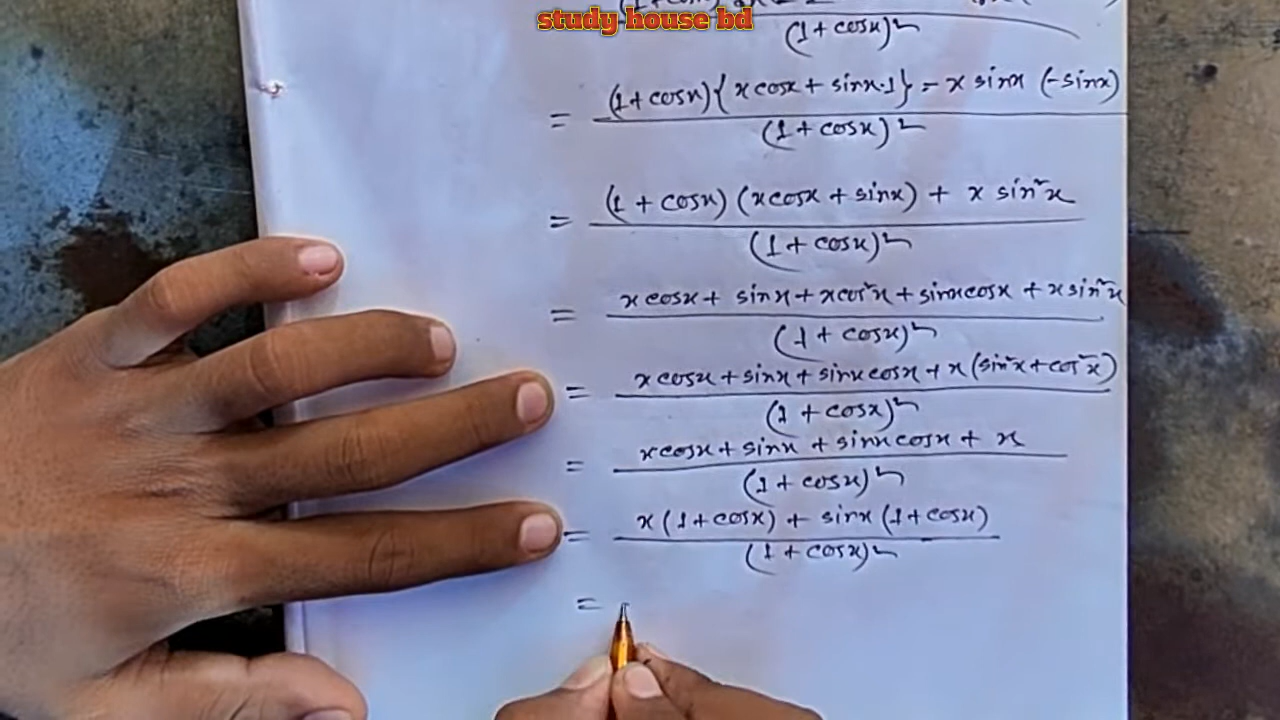 study house bd
(1+cosx)²
= (1+cosx){xcosx + sinx·1} - x sinx (-sinx)
(1+cosx)²
= (1 + cosx)(xcosx + sinx) + x sin²x
(1 + cosx)²
= xcosx + sinx + xcos²x + sinxcosx + x sin²x
(1 + cosx)²
= xcosx + sinx + sinxcosx + x(sin²x + cos²x)
(1 + cosx)²
= xcosx + sinx + sinxcosx + x
(1 + cosx)²
= x(1+cosx) + sinx(1+cosx)
(1 + cosx)²
=